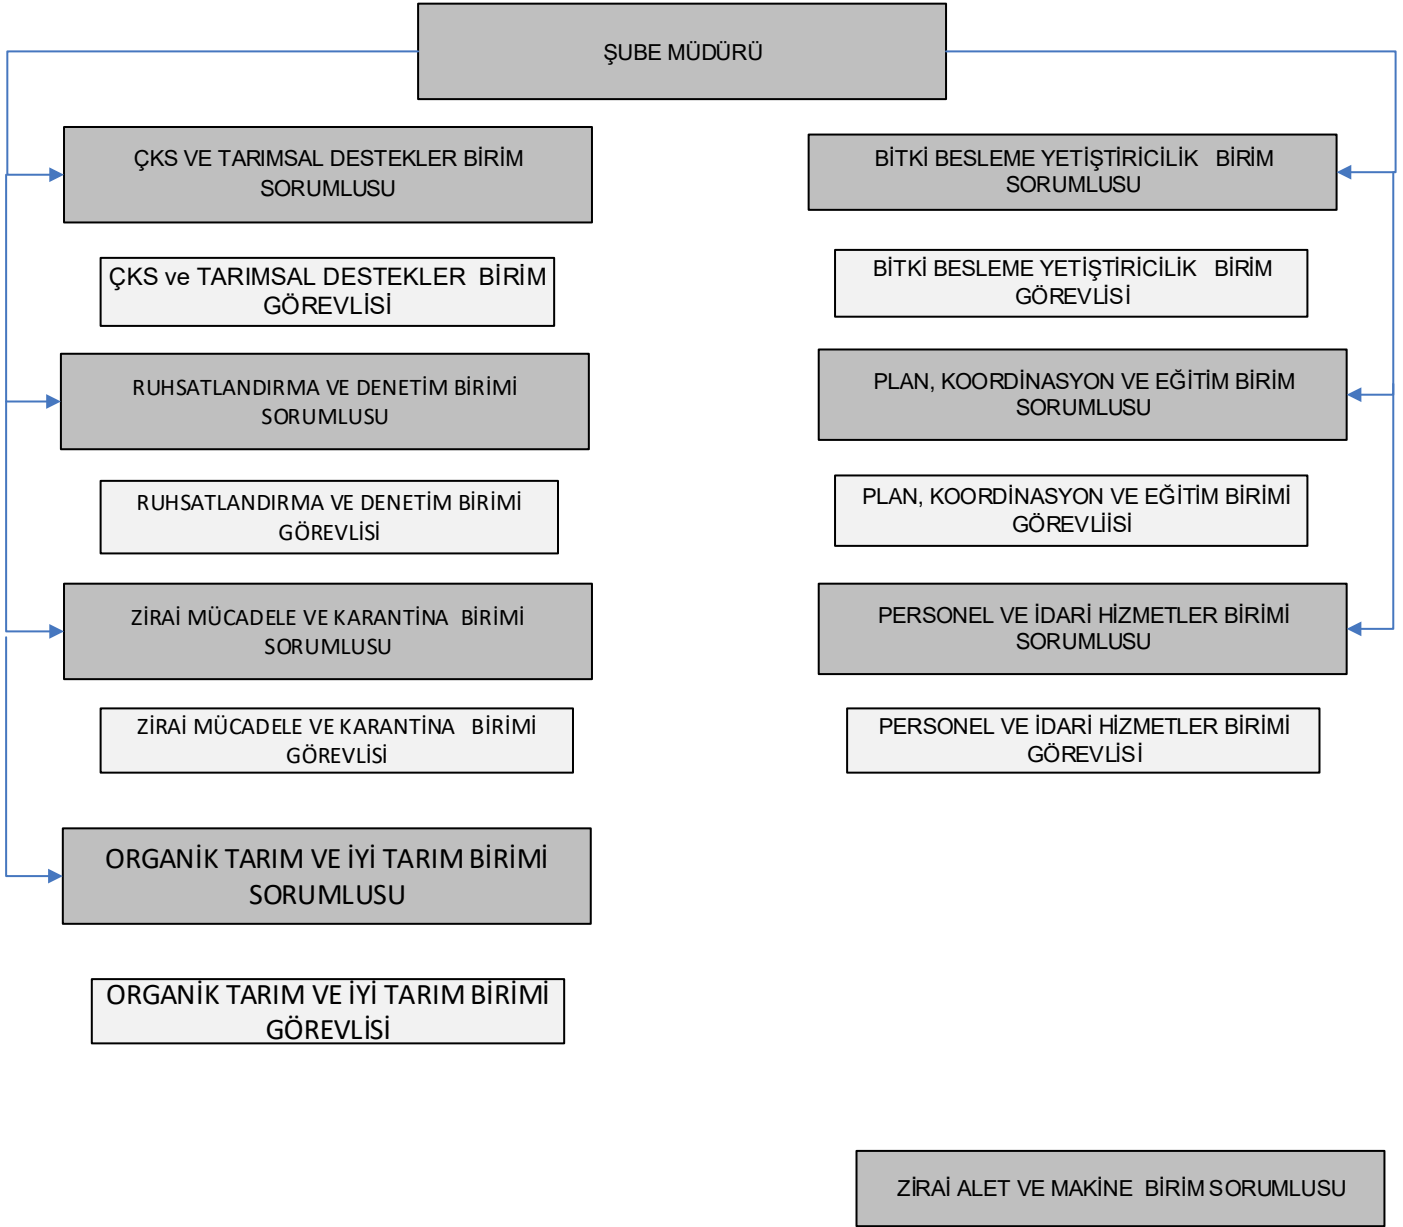 ŞUBE MÜDÜRÜ
ÇKS VE TARIMSAL DESTEKLER BİRİM
SORUMLUSU
ÇKS ve TARIMSAL DESTEKLER BİRİM
GÖREVLİSİ
RUHSATLANDIRMA VE DENETİM BİRİMİ
SORUMLUSU
RUHSATLANDIRMA VE DENETİM BİRİMİ
GÖREVLİSİ
ZİRAİ MÜCADELE VE KARANTİNA BİRİMİ
SORUMLUSU
ZİRAİ MÜCADELE VE KARANTİNA BİRİMİ
GÖREVLİSİ
ORGANİK TARIM VE İYİ TARIM BİRİMİ
SORUMLUSU
ORGANİK TARIM VE İYİ TARIM BİRİMİ
GÖREVLİSİ
BİTKİ BESLEME YETİŞTİRİCİLİK BİRİM
SORUMLUSU
BİTKİ BESLEME YETİŞTİRİCİLİK BİRİM
GÖREVLİSİ
PLAN, KOORDİNASYON VE EĞİTİM BİRİM
SORUMLUSU
PLAN, KOORDİNASYON VE EĞİTİM BİRİMİ
GÖREVLİİSİ
PERSONEL VE İDARİ HİZMETLER BİRİMİ
SORUMLUSU
PERSONEL VE İDARİ HİZMETLER BİRİMİ
GÖREVLİSİ
ZİRAİ ALET VE MAKİNE BİRİM SORUMLUSU